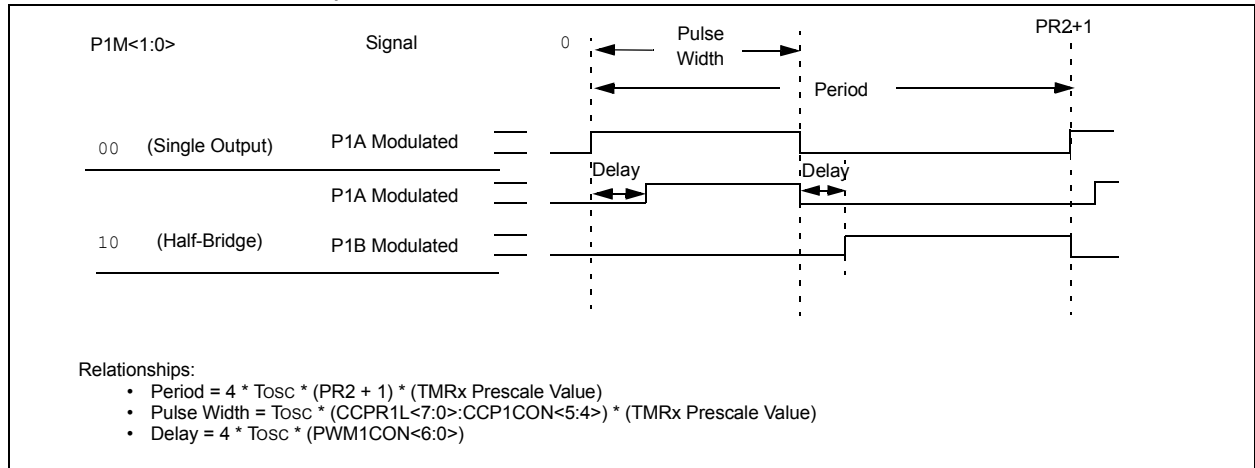 P1M<1:0> Signal 0 Pulse Width PR2+1
Period
00 (Single Output) P1A Modulated
Delay Delay
P1A Modulated
10 (Half-Bridge) P1B Modulated
Relationships:
• Period = 4 * TOSC * (PR2 + 1) * (TMRx Prescale Value)
• Pulse Width = TOSC * (CCPR1L<7:0>:CCP1CON<5:4>) * (TMRx Prescale Value)
• Delay = 4 * TOSC * (PWM1CON<6:0>)